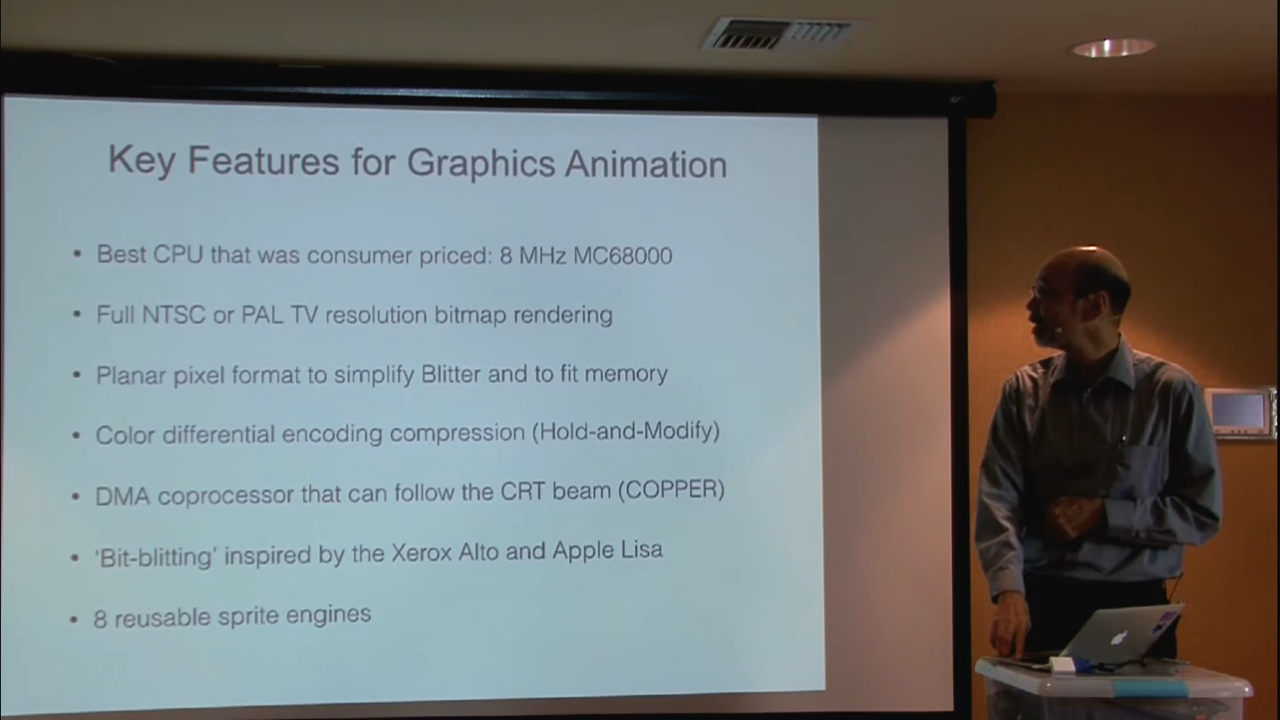 Key Features for Graphics Animation
• Best CPU that was consumer priced: 8 MHz MC68000
• Full NTSC or PAL TV resolution bitmap rendering
• Planar pixel format to simplify Blitter and to fit memory
• Color differential encoding compression (Hold-and-Modify)
• DMA coprocessor that can follow the CRT beam (COPPER)
• ‘Bit-blitting’ inspired by the Xerox Alto and Apple Lisa
• 8 reusable sprite engines